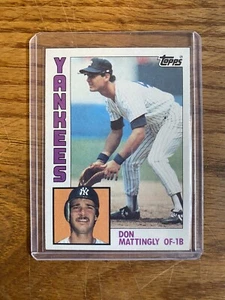 Topps
YANKEES
DON
MATTINGLY OF-1B